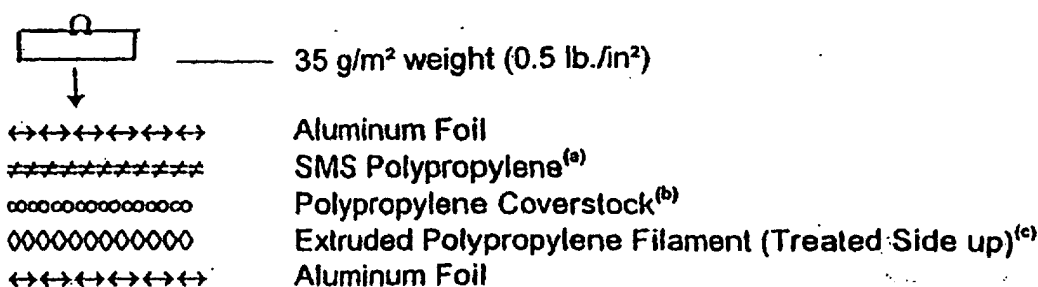 35 g/m² weight (0.5 lb./in²)
Aluminum Foil
SMS Polypropylene(a)
Polypropylene Coverstock(b)
Extruded Polypropylene Filament (Treated Side up)(c)
Aluminum Foil